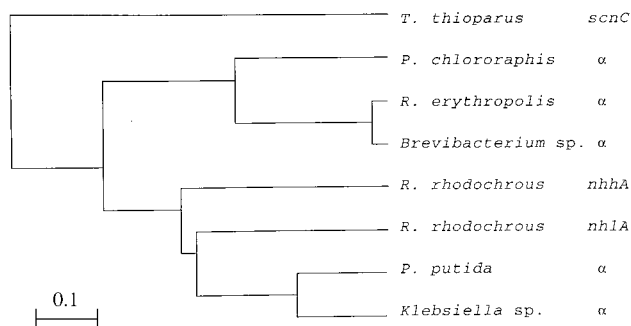 T. thioparus scnC
P. chlororaphis α
R. erythropolis α
Brevibacterium sp. α
R. rhodochrous nhhA
R. rhodochrous nhlA
P. putida α
Klebsiella sp. α
0.1